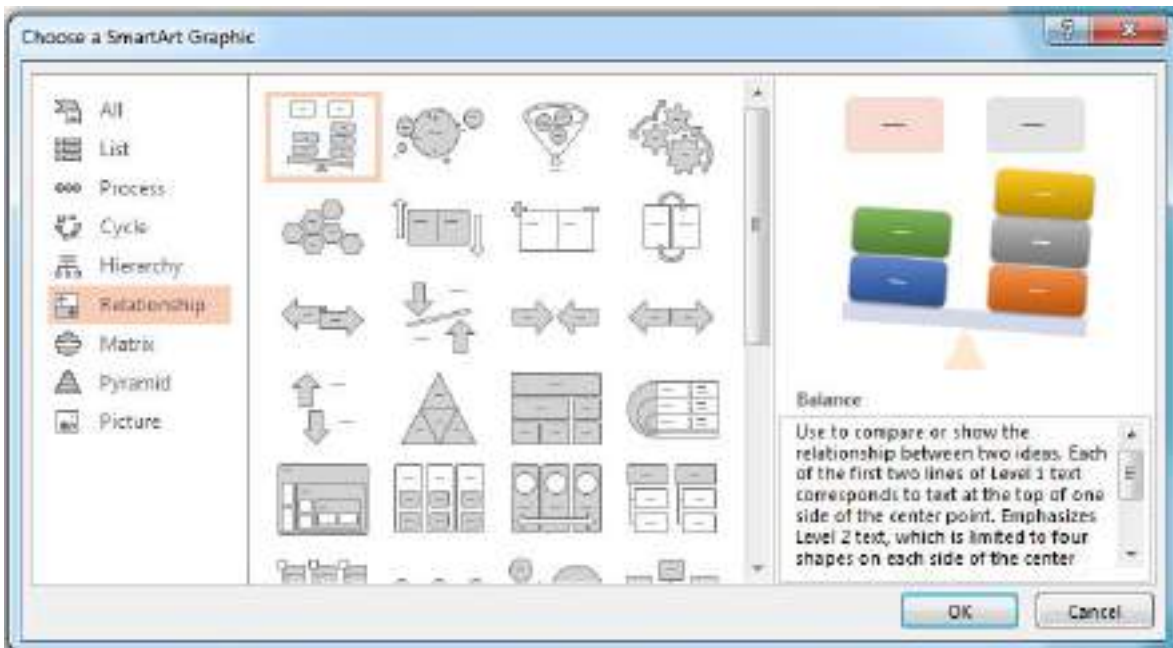 Choose a SmartArt Graphic
All
List
Process
Cycle
Hierarchy
Relationship
Matrix
Pyramid
Picture
Balance
Use to compare or show the
relationship between two ideas. Each
of the first two lines of Level 1 text
corresponds to text at the top of one
side of the center point. Emphasizes
Level 2 text, which is limited to four
shapes on each side of the center
OK
Cancel